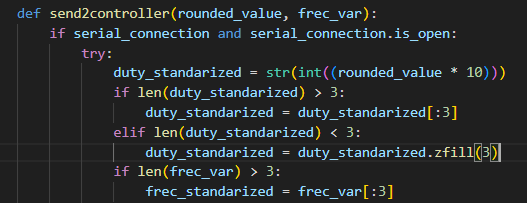 def send2controller(rounded_value, frec_var):
    if serial_connection and serial_connection.is_open:
        try:
            duty_standarized = str(int((rounded_value * 10)))
            if len(duty_standarized) > 3:
                duty_standarized = duty_standarized[:3]
            elif len(duty_standarized) < 3:
                duty_standarized = duty_standarized.zfill(3)
            if len(frec_var) > 3:
                frec_standarized = frec_var[:3]